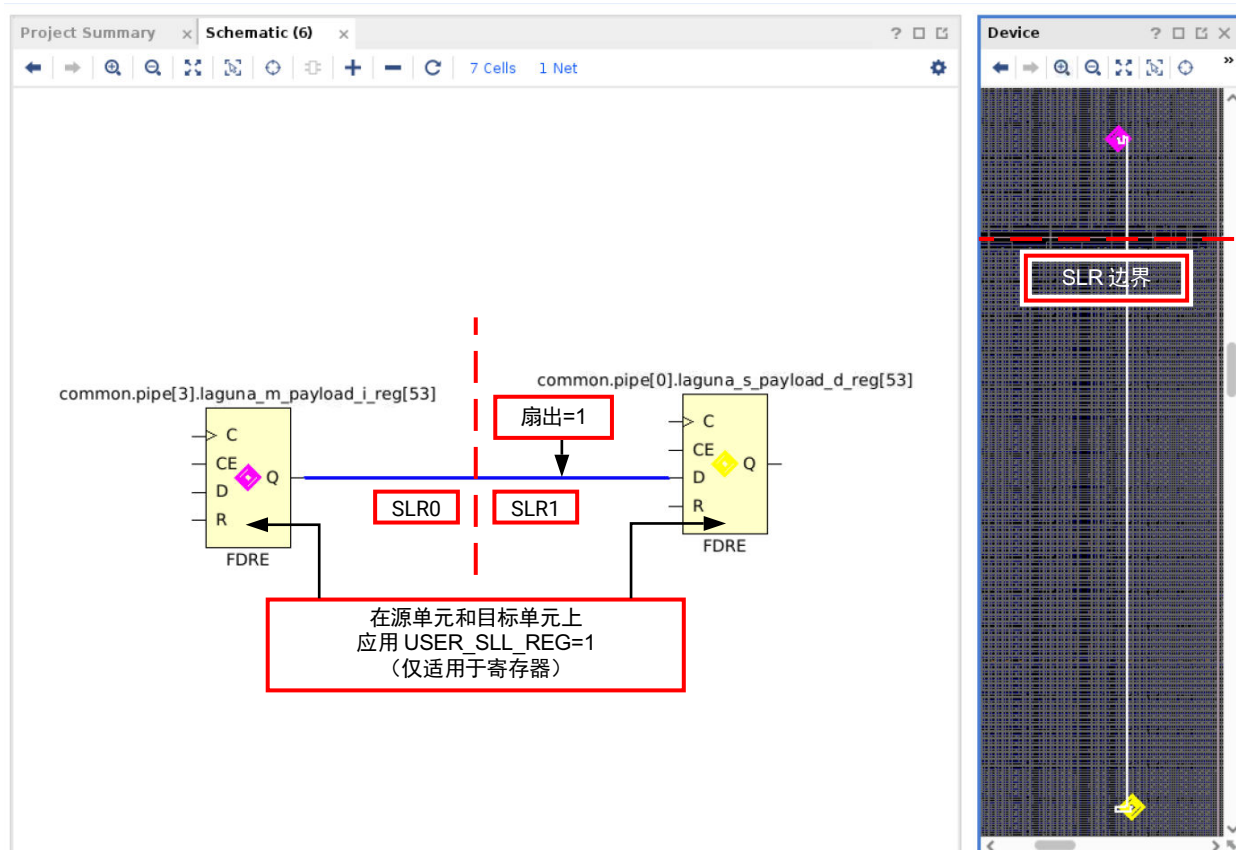 Project Summary
Schematic (6)
7 Cells 1 Net
common.pipe[3].laguna_m_payload_i_reg[53]
C
CE
D
R
Q
FDRE
SLR0
SLR1
扇出=1
common.pipe[0].laguna_s_payload_d_reg[53]
C
CE
D
R
Q
FDRE
在源单元和目标单元上
应用 USER_SLL_REG=1
（仅适用于寄存器）
Device
SLR 边界